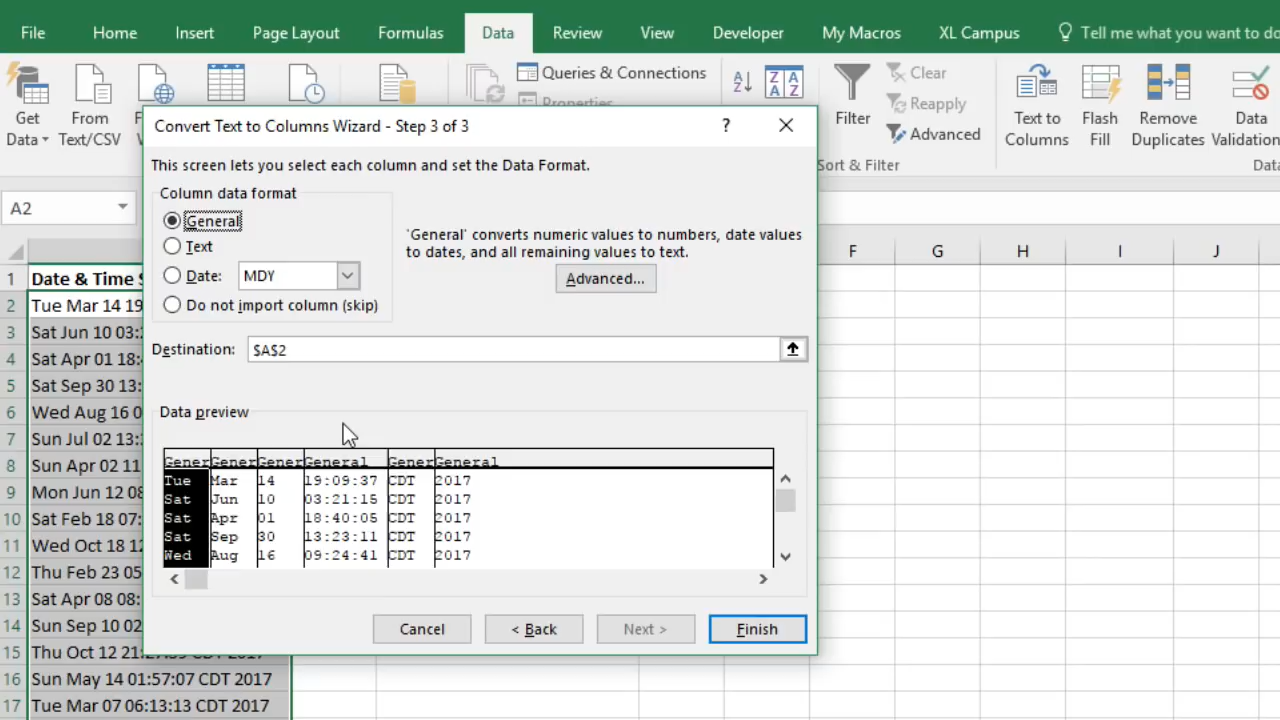 File Home Insert Page Layout Formulas Data Review View Developer My Macros XL Campus Tell me what you want to do
Queries & Connections
Properties
Clear
Reapply
Advanced
Get Data
From Text/CSV
Filter
Text to Columns
Flash Fill
Remove Duplicates
Data Validation
Sort & Filter
A2
Convert Text to Columns Wizard - Step 3 of 3
?
This screen lets you select each column and set the Data Format.
Column data format
General
Text
Date: MDY
Do not import column (skip)
'General' converts numeric values to numbers, date values
to dates, and all remaining values to text.
Advanced...
Destination: $A$2
Data preview
Gener Gener Gener General Gener General
Tue Mar 14 19:09:37 CDT 2017
Sat Jun 10 03:21:15 CDT 2017
Sat Apr 01 18:40:05 CDT 2017
Sat Sep 30 13:23:11 CDT 2017
Wed Aug 16 09:24:41 CDT 2017
Cancel < Back Next > Finish
F G H I J
1 Date & Time S
2 Tue Mar 14 19
3 Sat Jun 10 03:2
4 Sat Apr 01 18:4
5 Sat Sep 30 13:
6 Wed Aug 16 0
7 Sun Jul 02 13:
8 Sun Apr 02 11
9 Mon Jun 12 08
10 Sat Feb 18 07:
11 Wed Oct 18 12
12 Thu Feb 23 05
13 Sat Apr 08 08:
14 Sun Sep 10 02
15 Thu Oct 12 21:27:39 CDT 2017
16 Sun May 14 01:57:07 CDT 2017
17 Tue Mar 07 06:13:13 CDT 2017